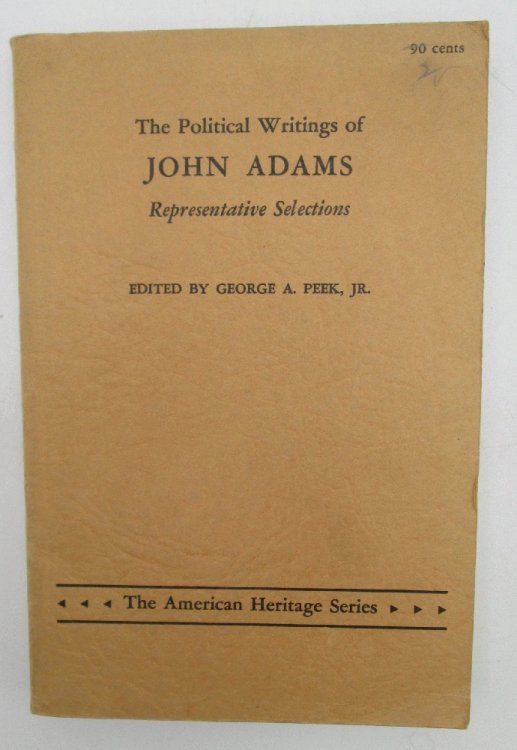 90 cents
The Political Writings of
JOHN ADAMS
Representative Selections
EDITED BY GEORGE A. PEEK, JR.
The American Heritage Series